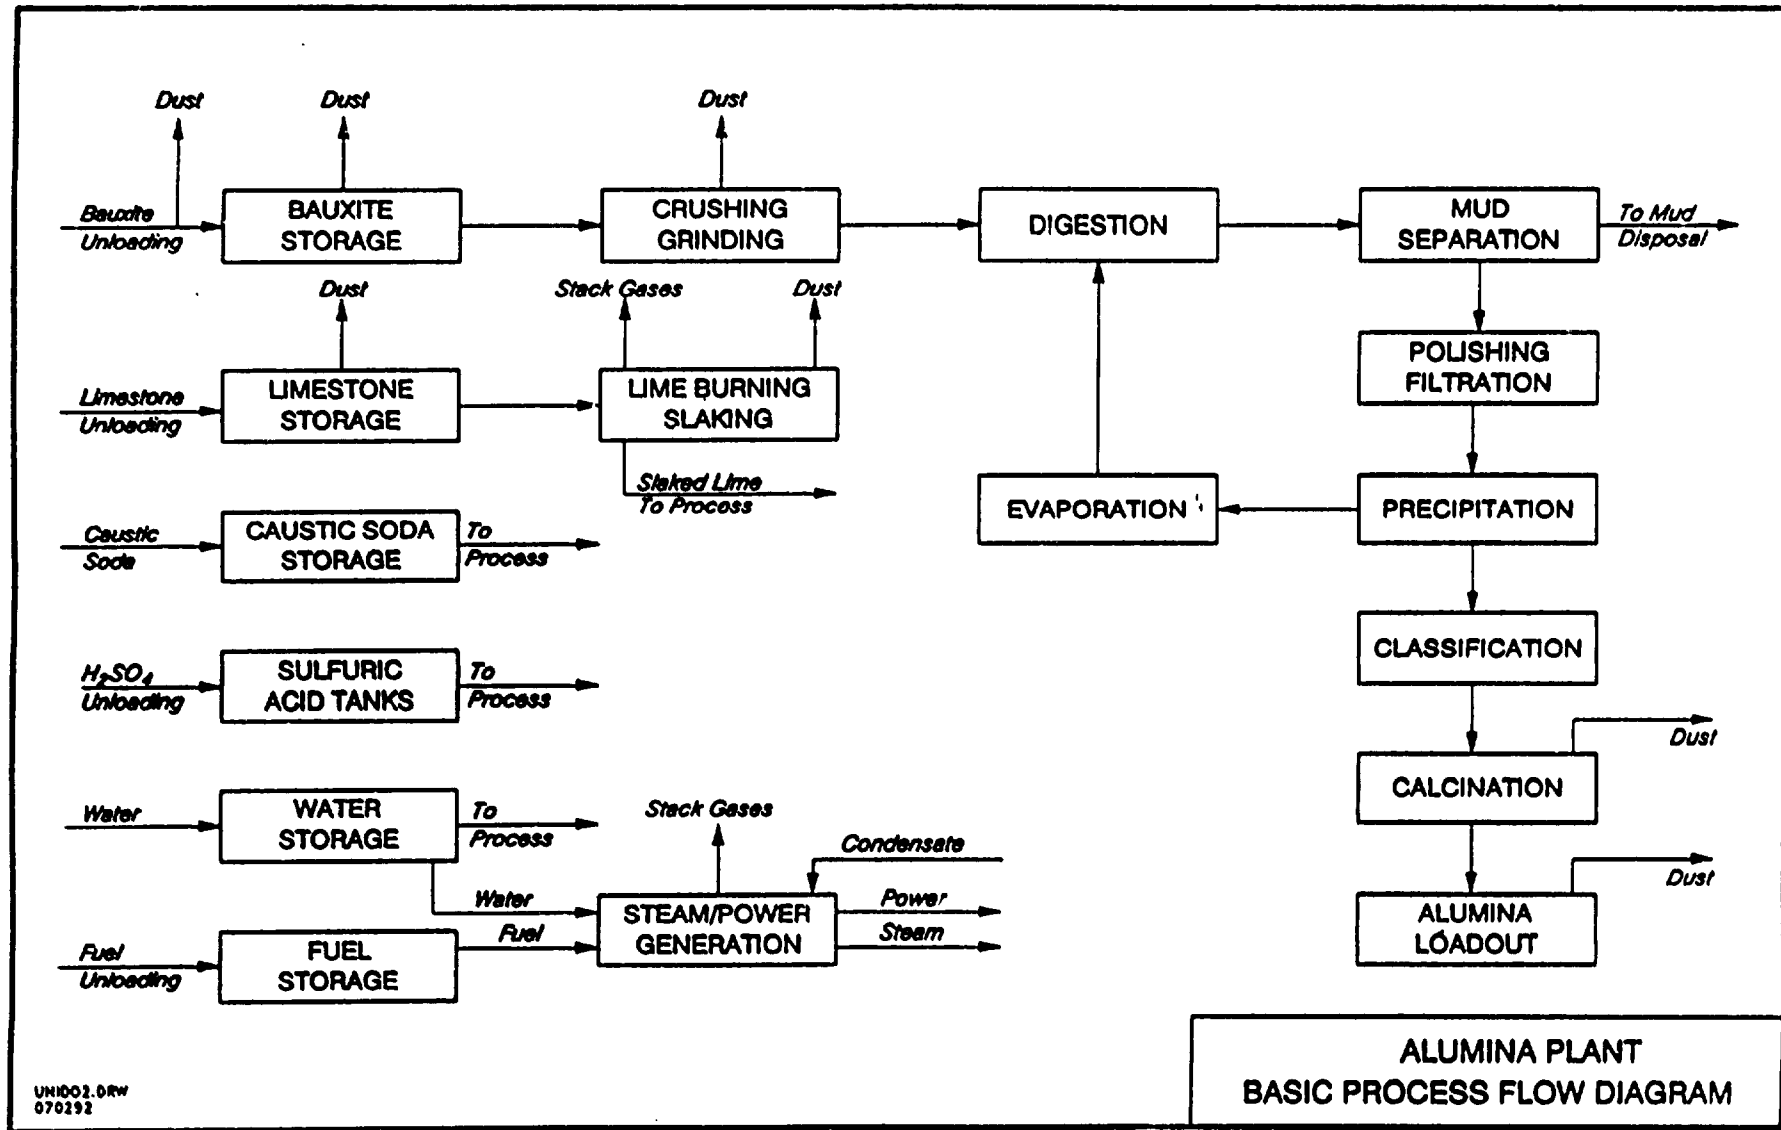 Dust
Dust
Dust
Bauxite
Unloading
BAUXITE
STORAGE
CRUSHING
GRINDING
DIGESTION
MUD
SEPARATION
To Mud
Disposal
Dust
Stack Gases
Dust
Limestone
Unloading
LIMESTONE
STORAGE
LIME BURNING
SLAKING
POLISHING
FILTRATION
Slaked Lime
To Process
EVAPORATION
PRECIPITATION
Caustic
Soda
CAUSTIC SODA
STORAGE
To
Process
CLASSIFICATION
H₂SO₄
Unloading
SULFURIC
ACID TANKS
To
Process
Dust
CALCINATION
Water
WATER
STORAGE
To
Process
Stack Gases
Condensate
Dust
Water
STEAM/POWER
GENERATION
Power
Steam
ALUMINA
LOADOUT
Fuel
Unloading
FUEL
STORAGE
Fuel
ALUMINA PLANT
BASIC PROCESS FLOW DIAGRAM
UNIDO2.DRW
070292